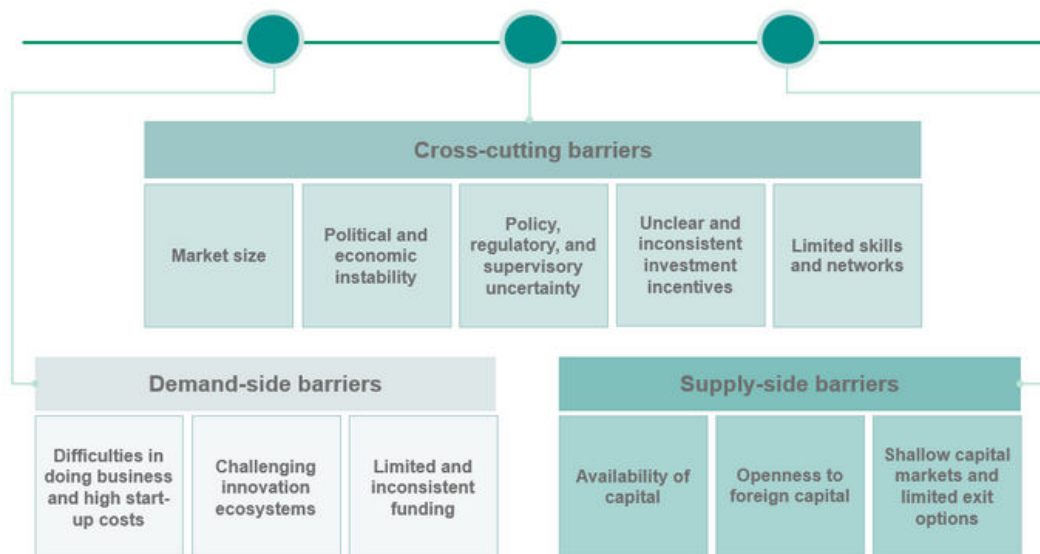 Cross-cutting barriers
Market size
Political and
economic
instability
Policy,
regulatory, and
supervisory
uncertainty
Unclear and
inconsistent
investment
incentives
Limited skills
and networks
Demand-side barriers
Difficulties in
doing business
and high start-
up costs
Challenging
innovation
ecosystems
Limited and
inconsistent
funding
Supply-side barriers
Availability of
capital
Openness to
foreign capital
Shallow capital
markets and
limited exit
options